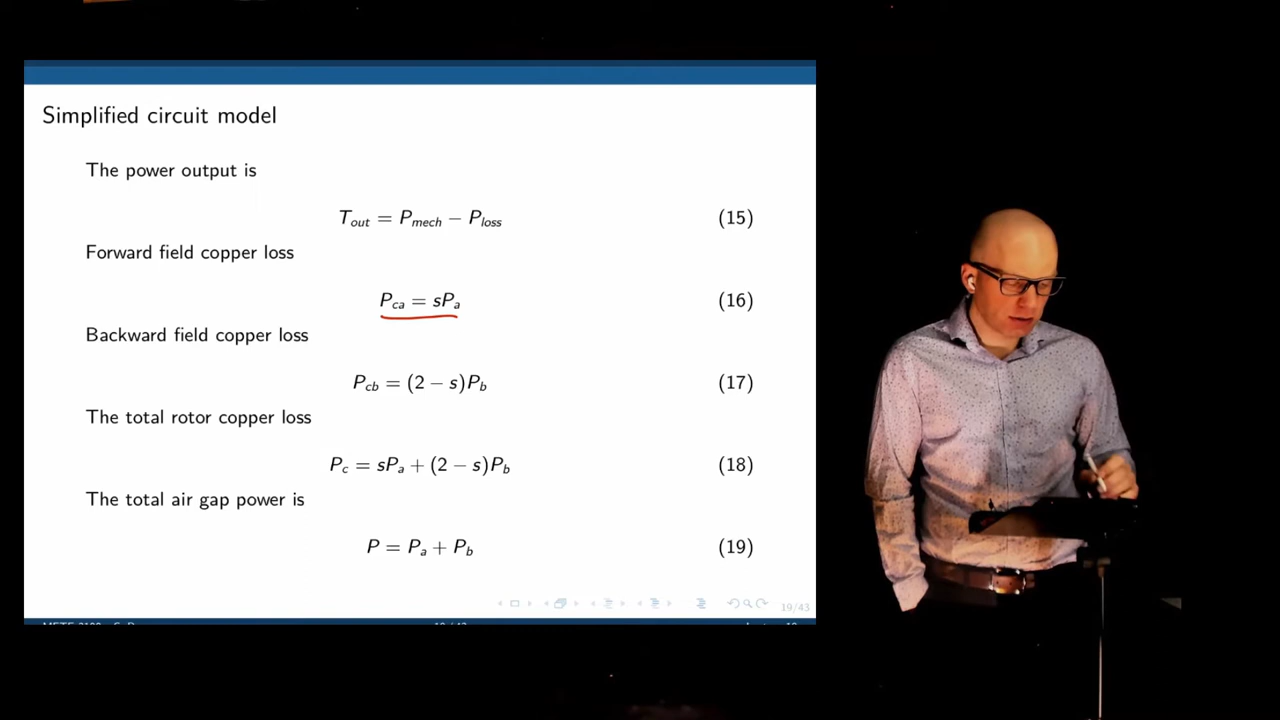 Simplified circuit model
The power output is
T_out = P_mech − P_loss (15)
Forward field copper loss
P_ca = sP_a (16)
Backward field copper loss
P_cb = (2 − s)P_b (17)
The total rotor copper loss
P_c = sP_a + (2 − s)P_b (18)
The total air gap power is
P = P_a + P_b (19)
19/43